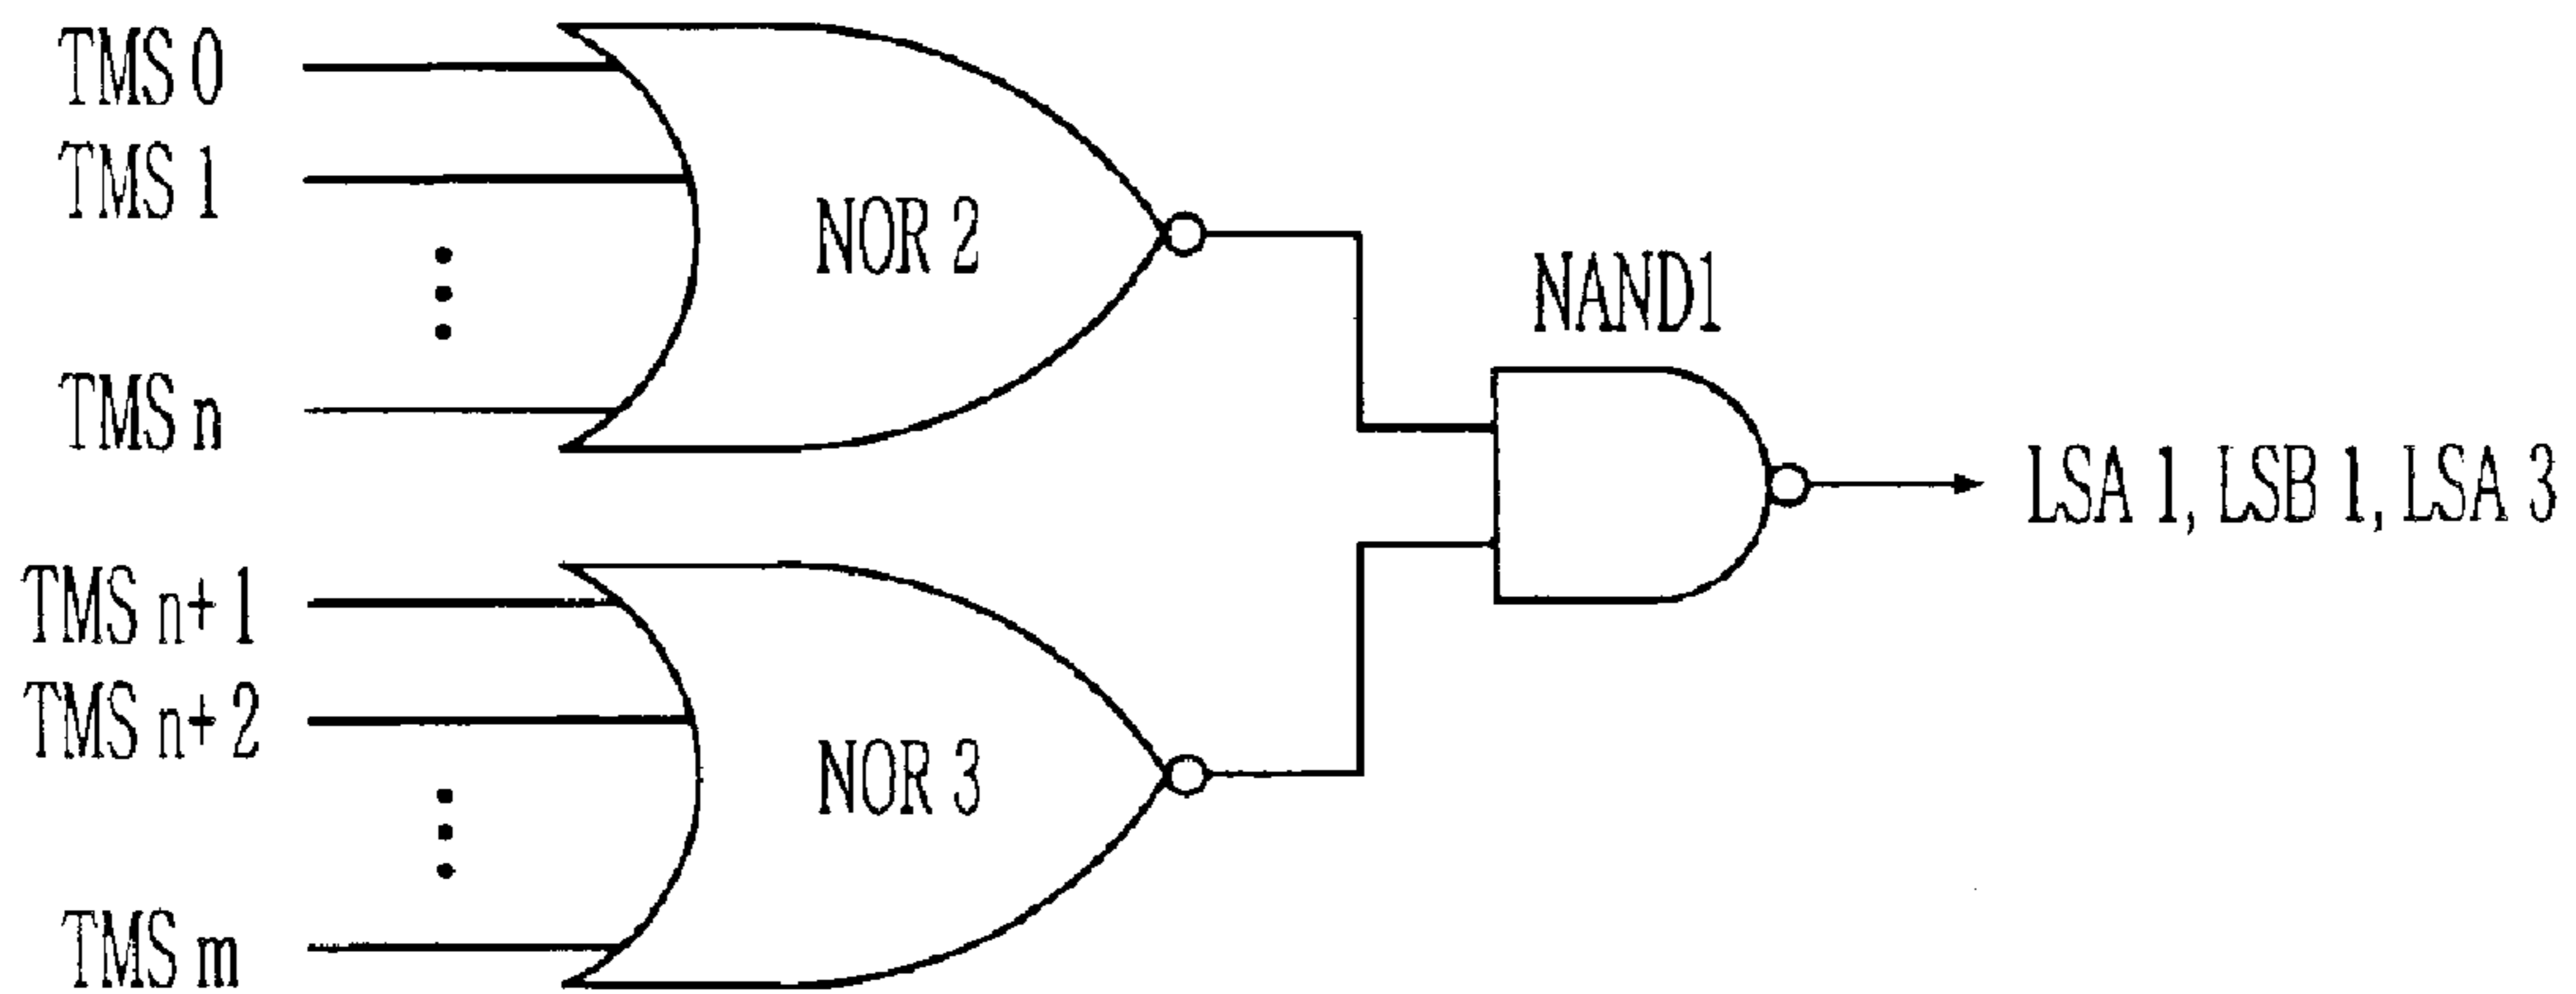 TMS 0
TMS 1
NOR 2
TMS n
NAND1
LSA 1, LSB 1, LSA 3
TMS n+1
TMS n+2
NOR 3
TMS m